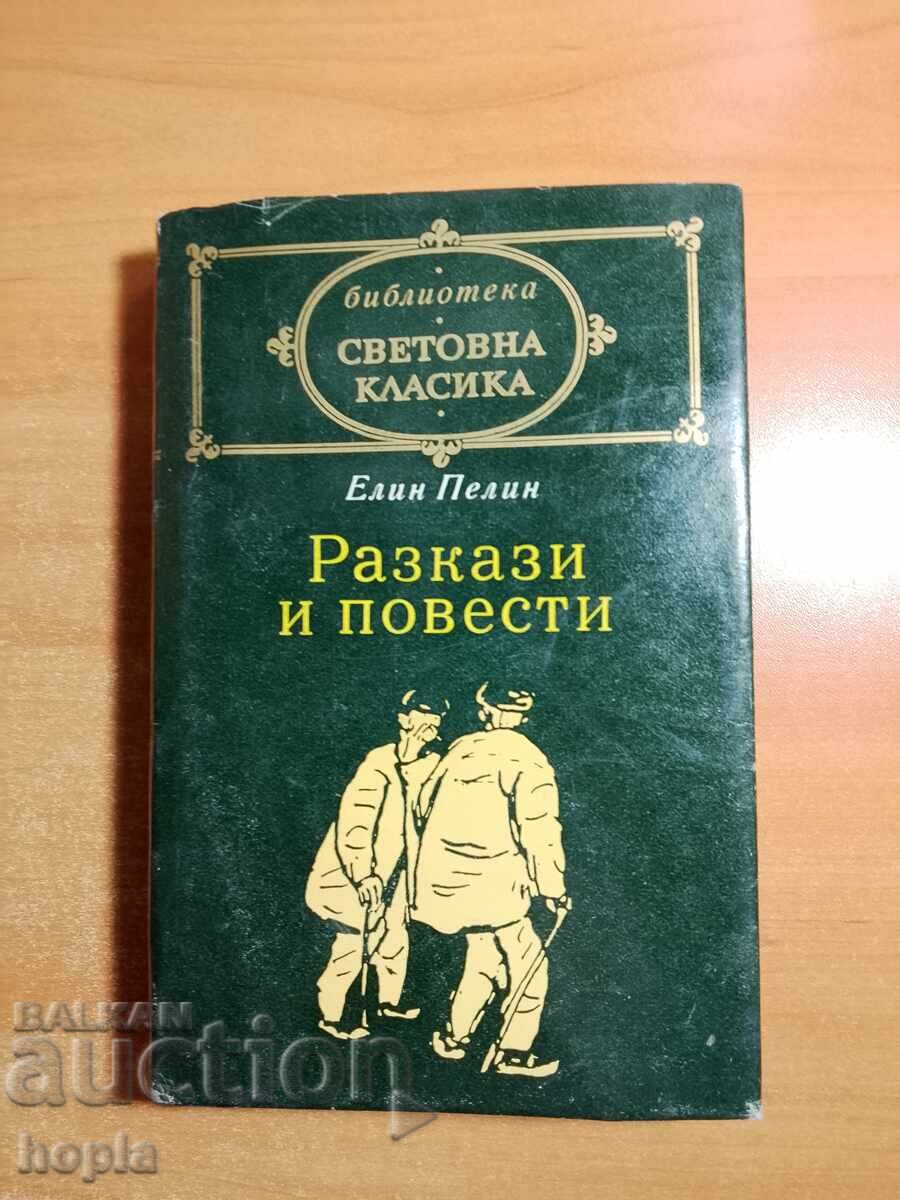 библиотека
СВЕТОВНА
КЛАСИКА
Елин Пелин
Разкази
и повести
BALKAN
auction
hopla